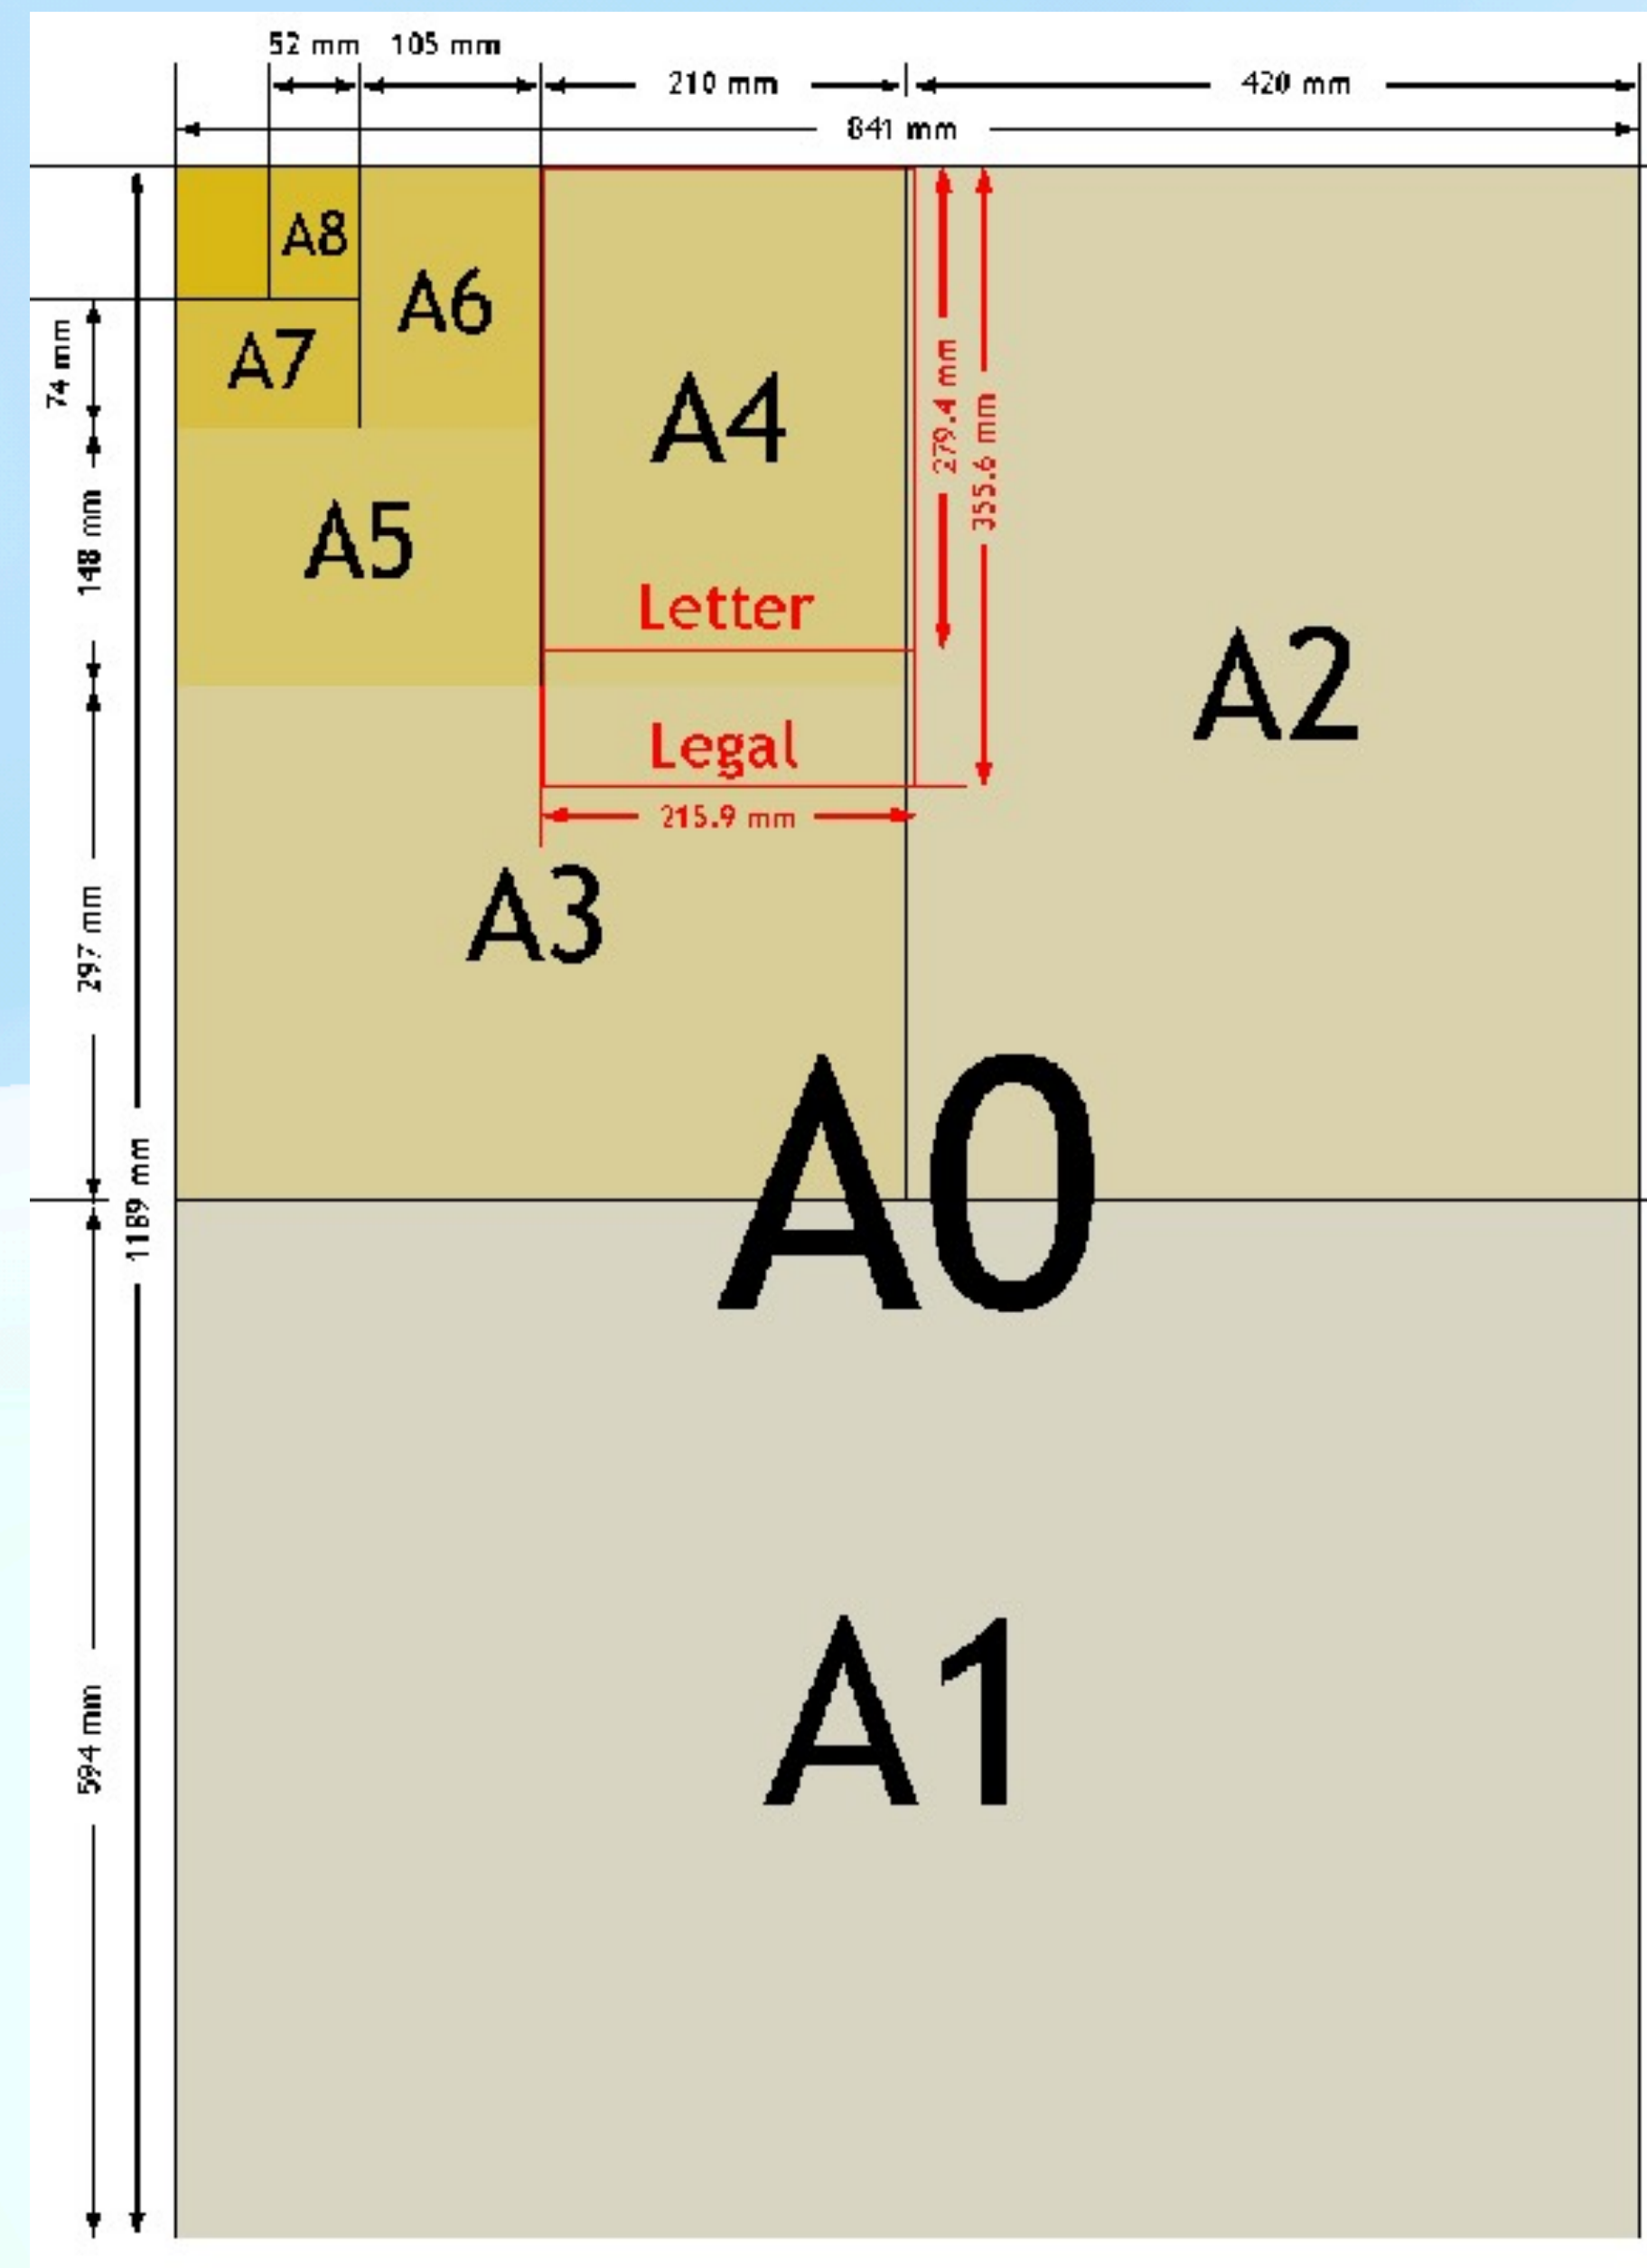 52 mm 105 mm
210 mm 420 mm
841 mm
A8
A6
A7
74 mm
A4
279.4 mm
355.6 mm
A5
148 mm
Letter
A2
Legal
215.9 mm
A3
297 mm
A0
1189 mm
A1
594 mm